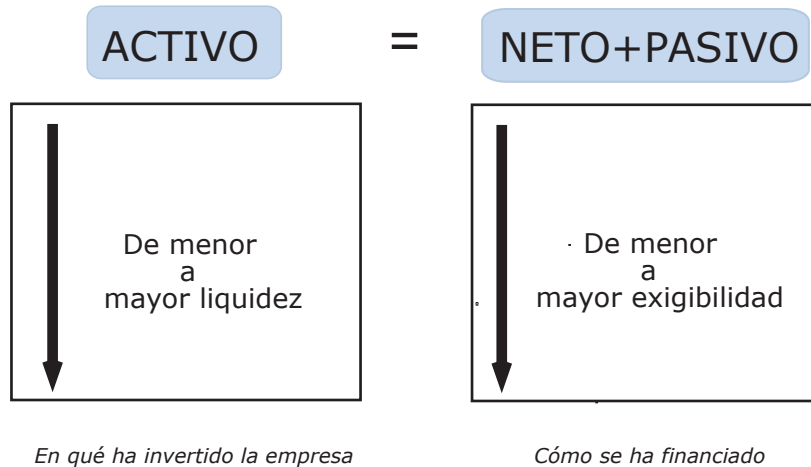 ACTIVO = NETO+PASIVO
De menor
a
mayor liquidez
De menor
a
mayor exigibilidad
En qué ha invertido la empresa
Cómo se ha financiado